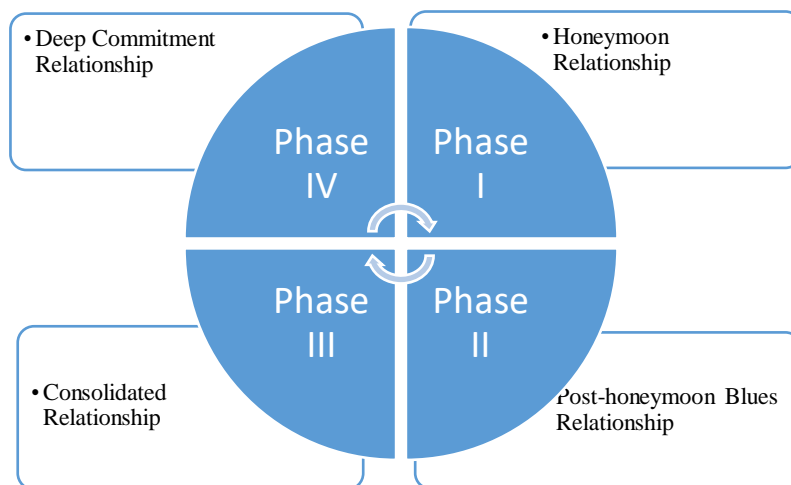 • Deep Commitment
Relationship
• Honeymoon
Relationship
Phase
IV
Phase
I
Phase
III
Phase
II
• Consolidated
Relationship
Post-honeymoon Blues
Relationship